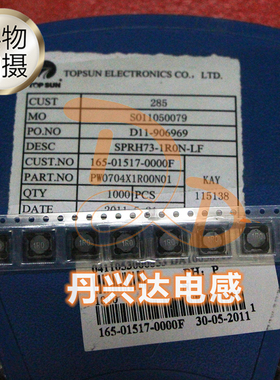 实物
拍摄
TOP SUN
TOPSUN ELECTRONICS CO., LTD.
CUST 285
MO S011050079
PO.NO D11-906969
DESC SPRH73-1R0N-LF
CUST.NO 165-01517-0000F
PART NO. PW0704X1R00N01 KAY
QTY 1000 PCS 115138
DATE
丹兴达电感
165-01517-0000F 30-05-2011